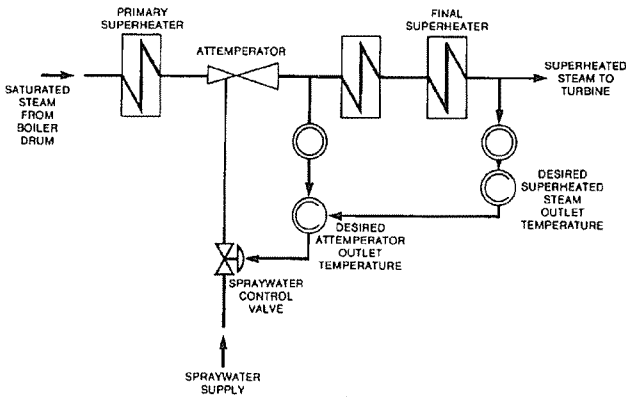 PRIMARY
SUPERHEATER
ATTEMPERATOR
FINAL
SUPERHEATER
SUPERHEATED
STEAM TO
TURBINE
SATURATED
STEAM
FROM
BOILER
DRUM
DESIRED
SUPERHEATED
STEAM
OUTLET
TEMPERATURE
DESIRED
ATTEMPERATOR
OUTLET
TEMPERATURE
SPRAYWATER
CONTROL
VALVE
SPRAYWATER
SUPPLY